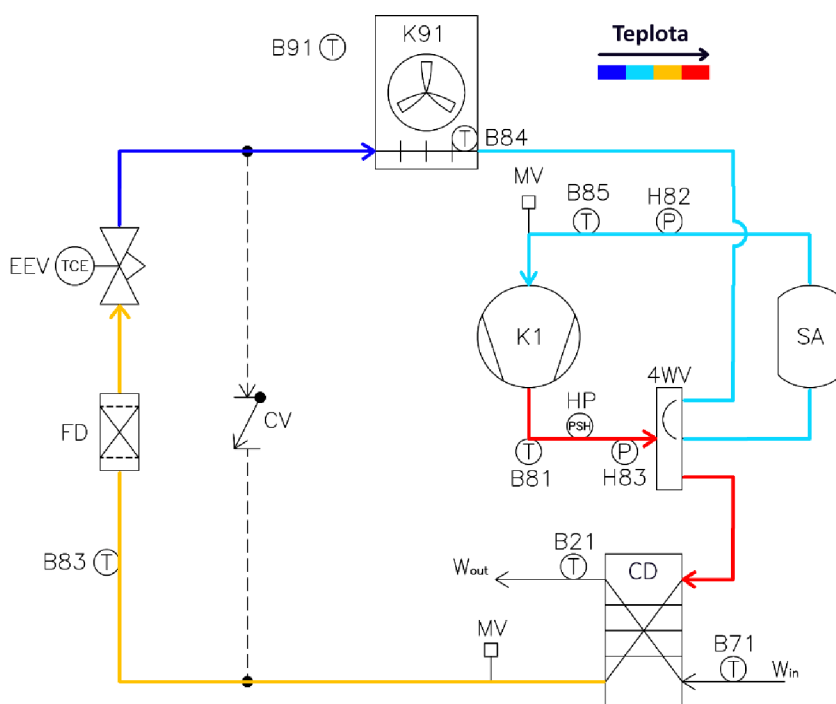 K91
Teplota
B91 T
T B84
MV
B85
H82
T
P
EEV TCE
K1
SA
4WV
HP
PSH
FD
CV
T
P
B81
H83
B83 T
B21
Wout
T
CD
MV
B71
T
Win